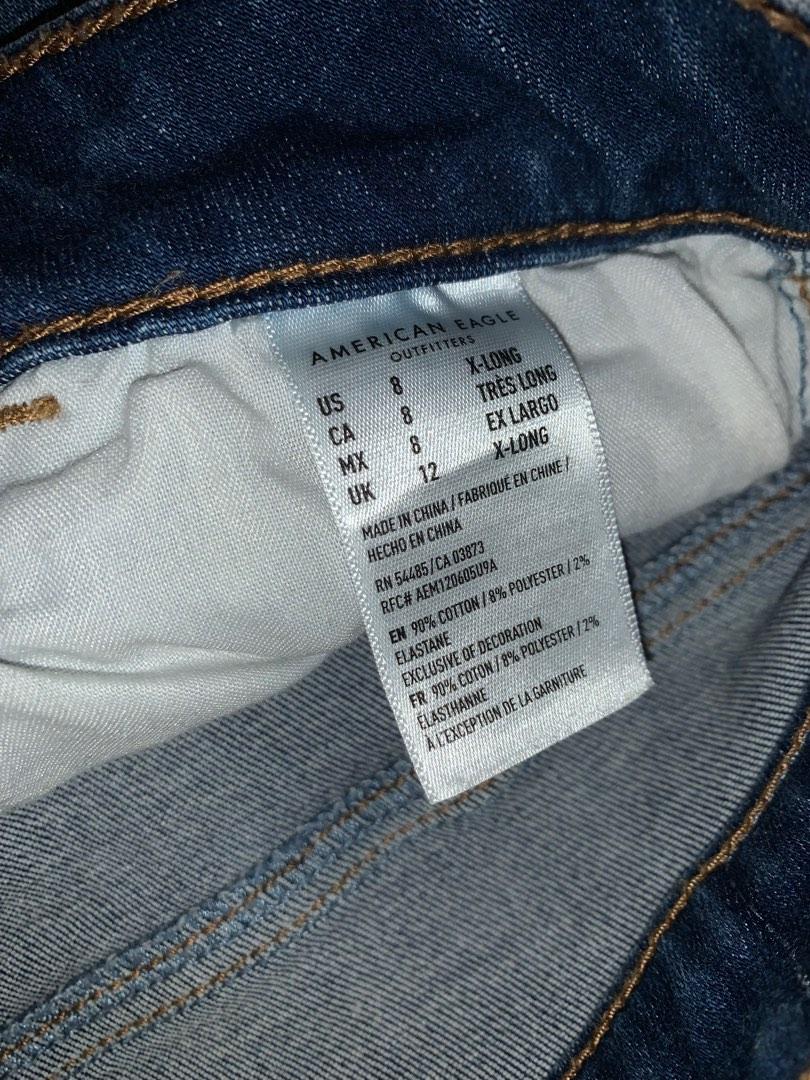 AMERICAN EAGLE
OUTFITTERS
US 8 X-LONG
CA 8 TRÈS LONG
MX 8 EX LARGO
UK 12 X-LONG
MADE IN CHINA / FABRIQUÉ EN CHINE /
HECHO EN CHINA
RN 54485 / CA 03873
RFC# AEM120605U9A
EN 90% COTTON / 8% POLYESTER / 2%
ELASTANE
EXCLUSIVE OF DECORATION
FR 90% COTON / 8% POLYESTER / 2%
ÉLASTHANNE
À L'EXCEPTION DE LA GARNITURE